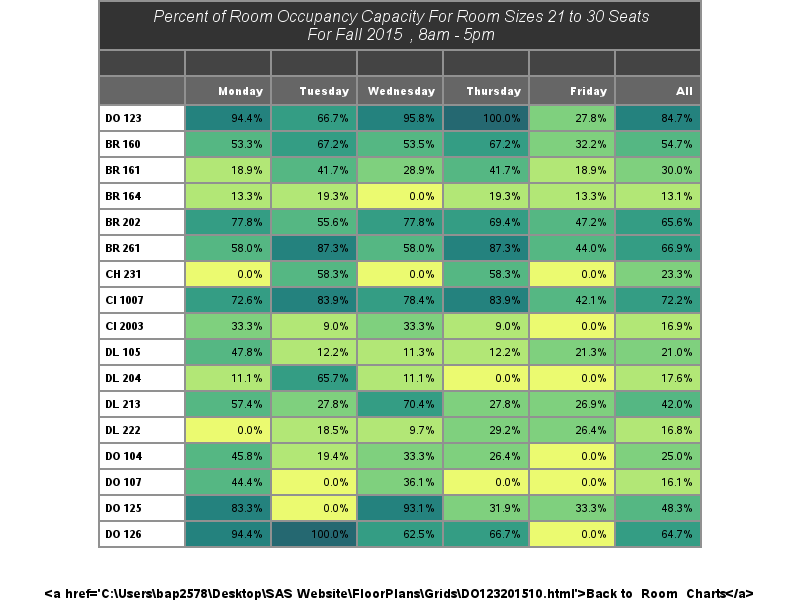 Percent of Room Occupancy Capacity For Room Sizes 21 to 30 Seats
For Fall 2015 , 8am - 5pm
Monday Tuesday Wednesday Thursday Friday All
DO 123 94.4% 66.7% 95.8% 100.0% 27.8% 84.7%
BR 160 53.3% 67.2% 53.5% 67.2% 32.2% 54.7%
BR 161 18.9% 41.7% 28.9% 41.7% 18.9% 30.0%
BR 164 13.3% 19.3% 0.0% 19.3% 13.3% 13.1%
BR 202 77.8% 55.6% 77.8% 69.4% 47.2% 65.6%
BR 261 58.0% 87.3% 58.0% 87.3% 44.0% 66.9%
CH 231 0.0% 58.3% 0.0% 58.3% 0.0% 23.3%
CI 1007 72.6% 83.9% 78.4% 83.9% 42.1% 72.2%
CI 2003 33.3% 9.0% 33.3% 9.0% 0.0% 16.9%
DL 105 47.8% 12.2% 11.3% 12.2% 21.3% 21.0%
DL 204 11.1% 65.7% 11.1% 0.0% 0.0% 17.6%
DL 213 57.4% 27.8% 70.4% 27.8% 26.9% 42.0%
DL 222 0.0% 18.5% 9.7% 29.2% 26.4% 16.8%
DO 104 45.8% 19.4% 33.3% 26.4% 0.0% 25.0%
DO 107 44.4% 0.0% 36.1% 0.0% 0.0% 16.1%
DO 125 83.3% 0.0% 93.1% 31.9% 33.3% 48.3%
DO 126 94.4% 100.0% 62.5% 66.7% 0.0% 64.7%
<a href='C:\Users\bap2578\Desktop\SAS Website\FloorPlans\Grids\DO123201510.html'>Back to Room Charts</a>